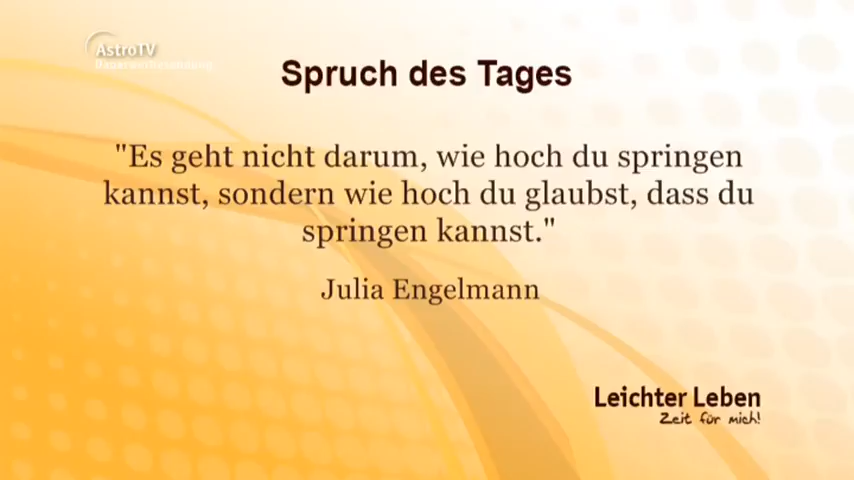 AstroTV
Dauerwerbesendung
Spruch des Tages
"Es geht nicht darum, wie hoch du springen
kannst, sondern wie hoch du glaubst, dass du
springen kannst."
Julia Engelmann
Leichter Leben
Zeit für mich!